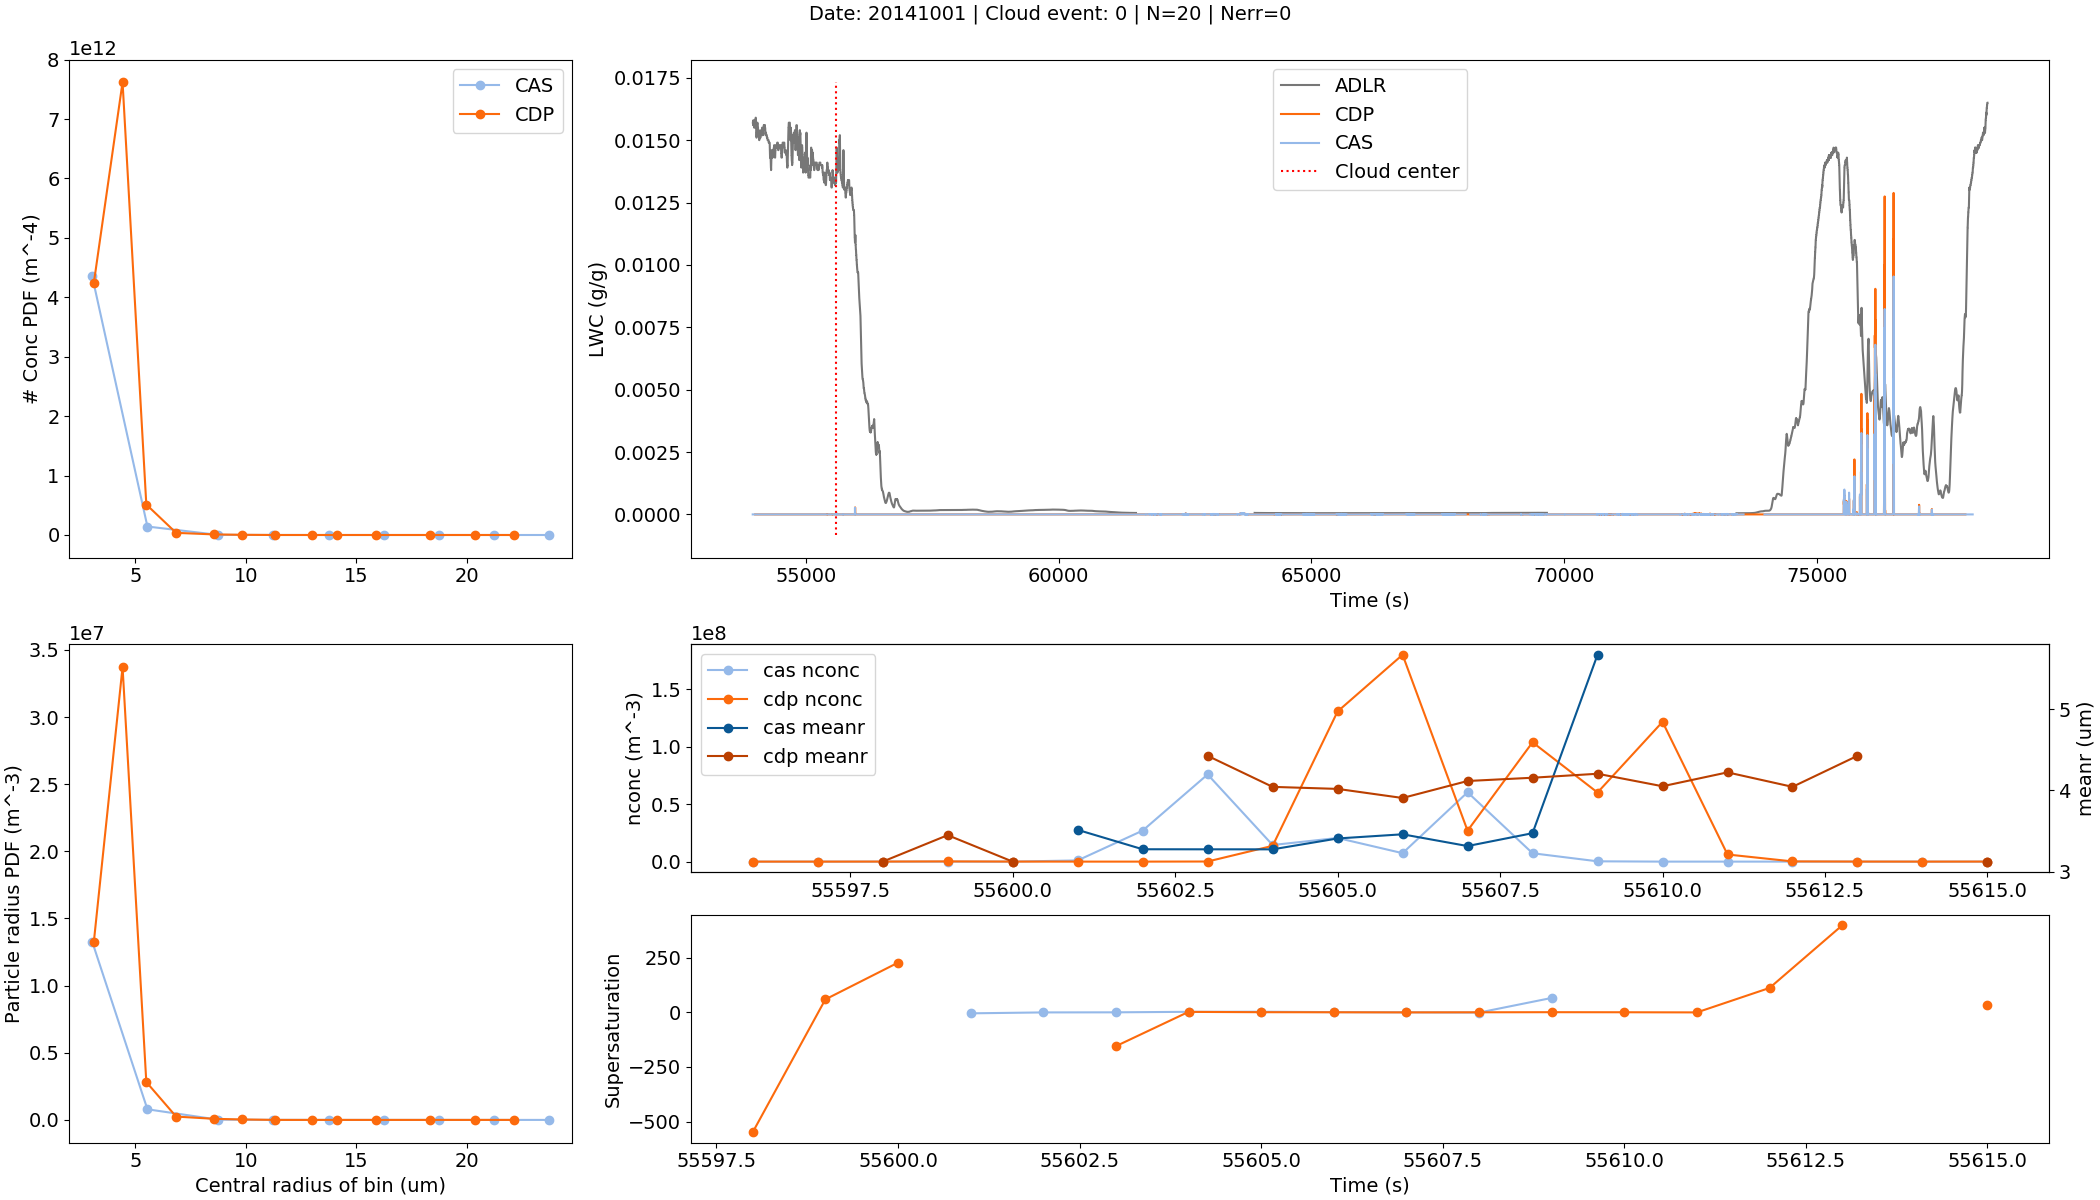 Date: 20141001 | Cloud event: 0 | N=20 | Nerr=0
1e12
8
7
6
5
4
3
2
1
0
# Conc PDF (m^-4)
5
10
15
20
CAS
CDP
0.0175
0.0150
0.0125
0.0100
0.0075
0.0050
0.0025
0.0000
LWC (g/g)
55000
60000
65000
70000
75000
Time (s)
ADLR
CDP
CAS
Cloud center
1e7
3.5
3.0
2.5
2.0
1.5
1.0
0.5
0.0
Particle radius PDF (m^-3)
5
10
15
20
Central radius of bin (um)
1e8
1.5
1.0
0.5
0.0
nconc (m^-3)
cas nconc
cdp nconc
cas meanr
cdp meanr
5
4
3
meanr (um)
55597.5
55600.0
55602.5
55605.0
55607.5
55610.0
55612.5
55615.0
250
0
−250
−500
Supersaturation
55597.5
55600.0
55602.5
55605.0
55607.5
55610.0
55612.5
55615.0
Time (s)